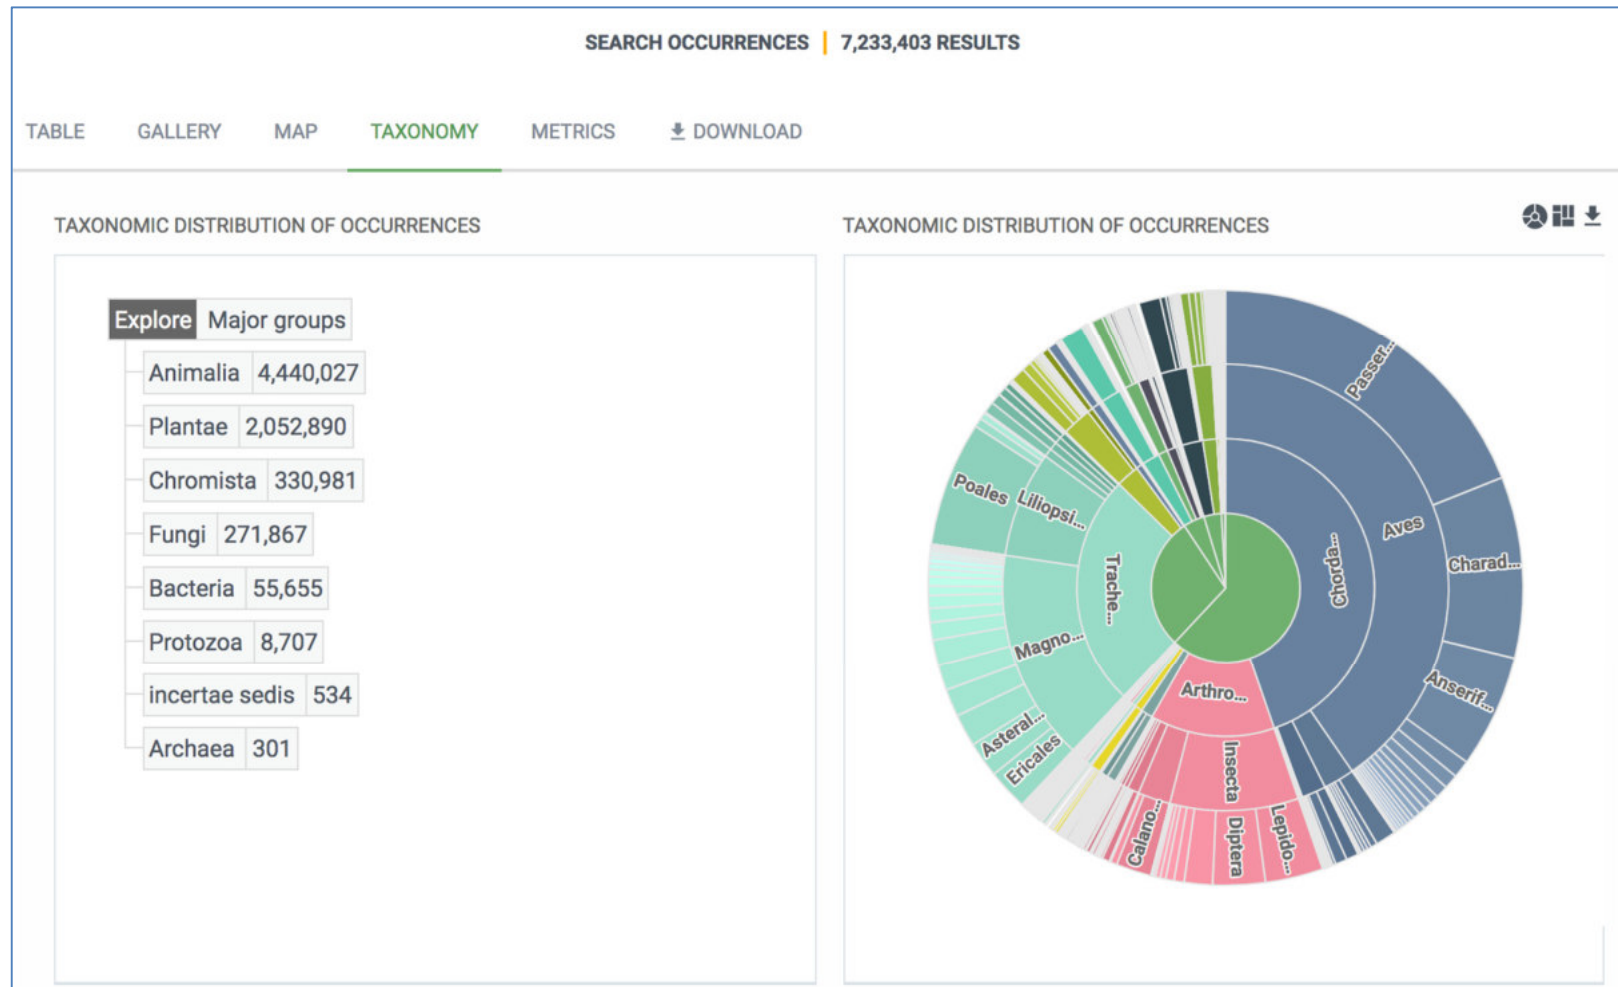 SEARCH OCCURRENCES | 7,233,403 RESULTS
TABLE GALLERY MAP TAXONOMY METRICS DOWNLOAD
TAXONOMIC DISTRIBUTION OF OCCURRENCES
Explore Major groups
Animalia 4,440,027
Plantae 2,052,890
Chromista 330,981
Fungi 271,867
Bacteria 55,655
Protozoa 8,707
incertae sedis 534
Archaea 301
TAXONOMIC DISTRIBUTION OF OCCURRENCES
Passer...
Aves
Charad...
Chorda...
Anserif...
Arthro...
Insecta
Lepido...
Diptera
Calano...
Trache...
Liliopsi...
Poales
Magno...
Asteral...
Ericales